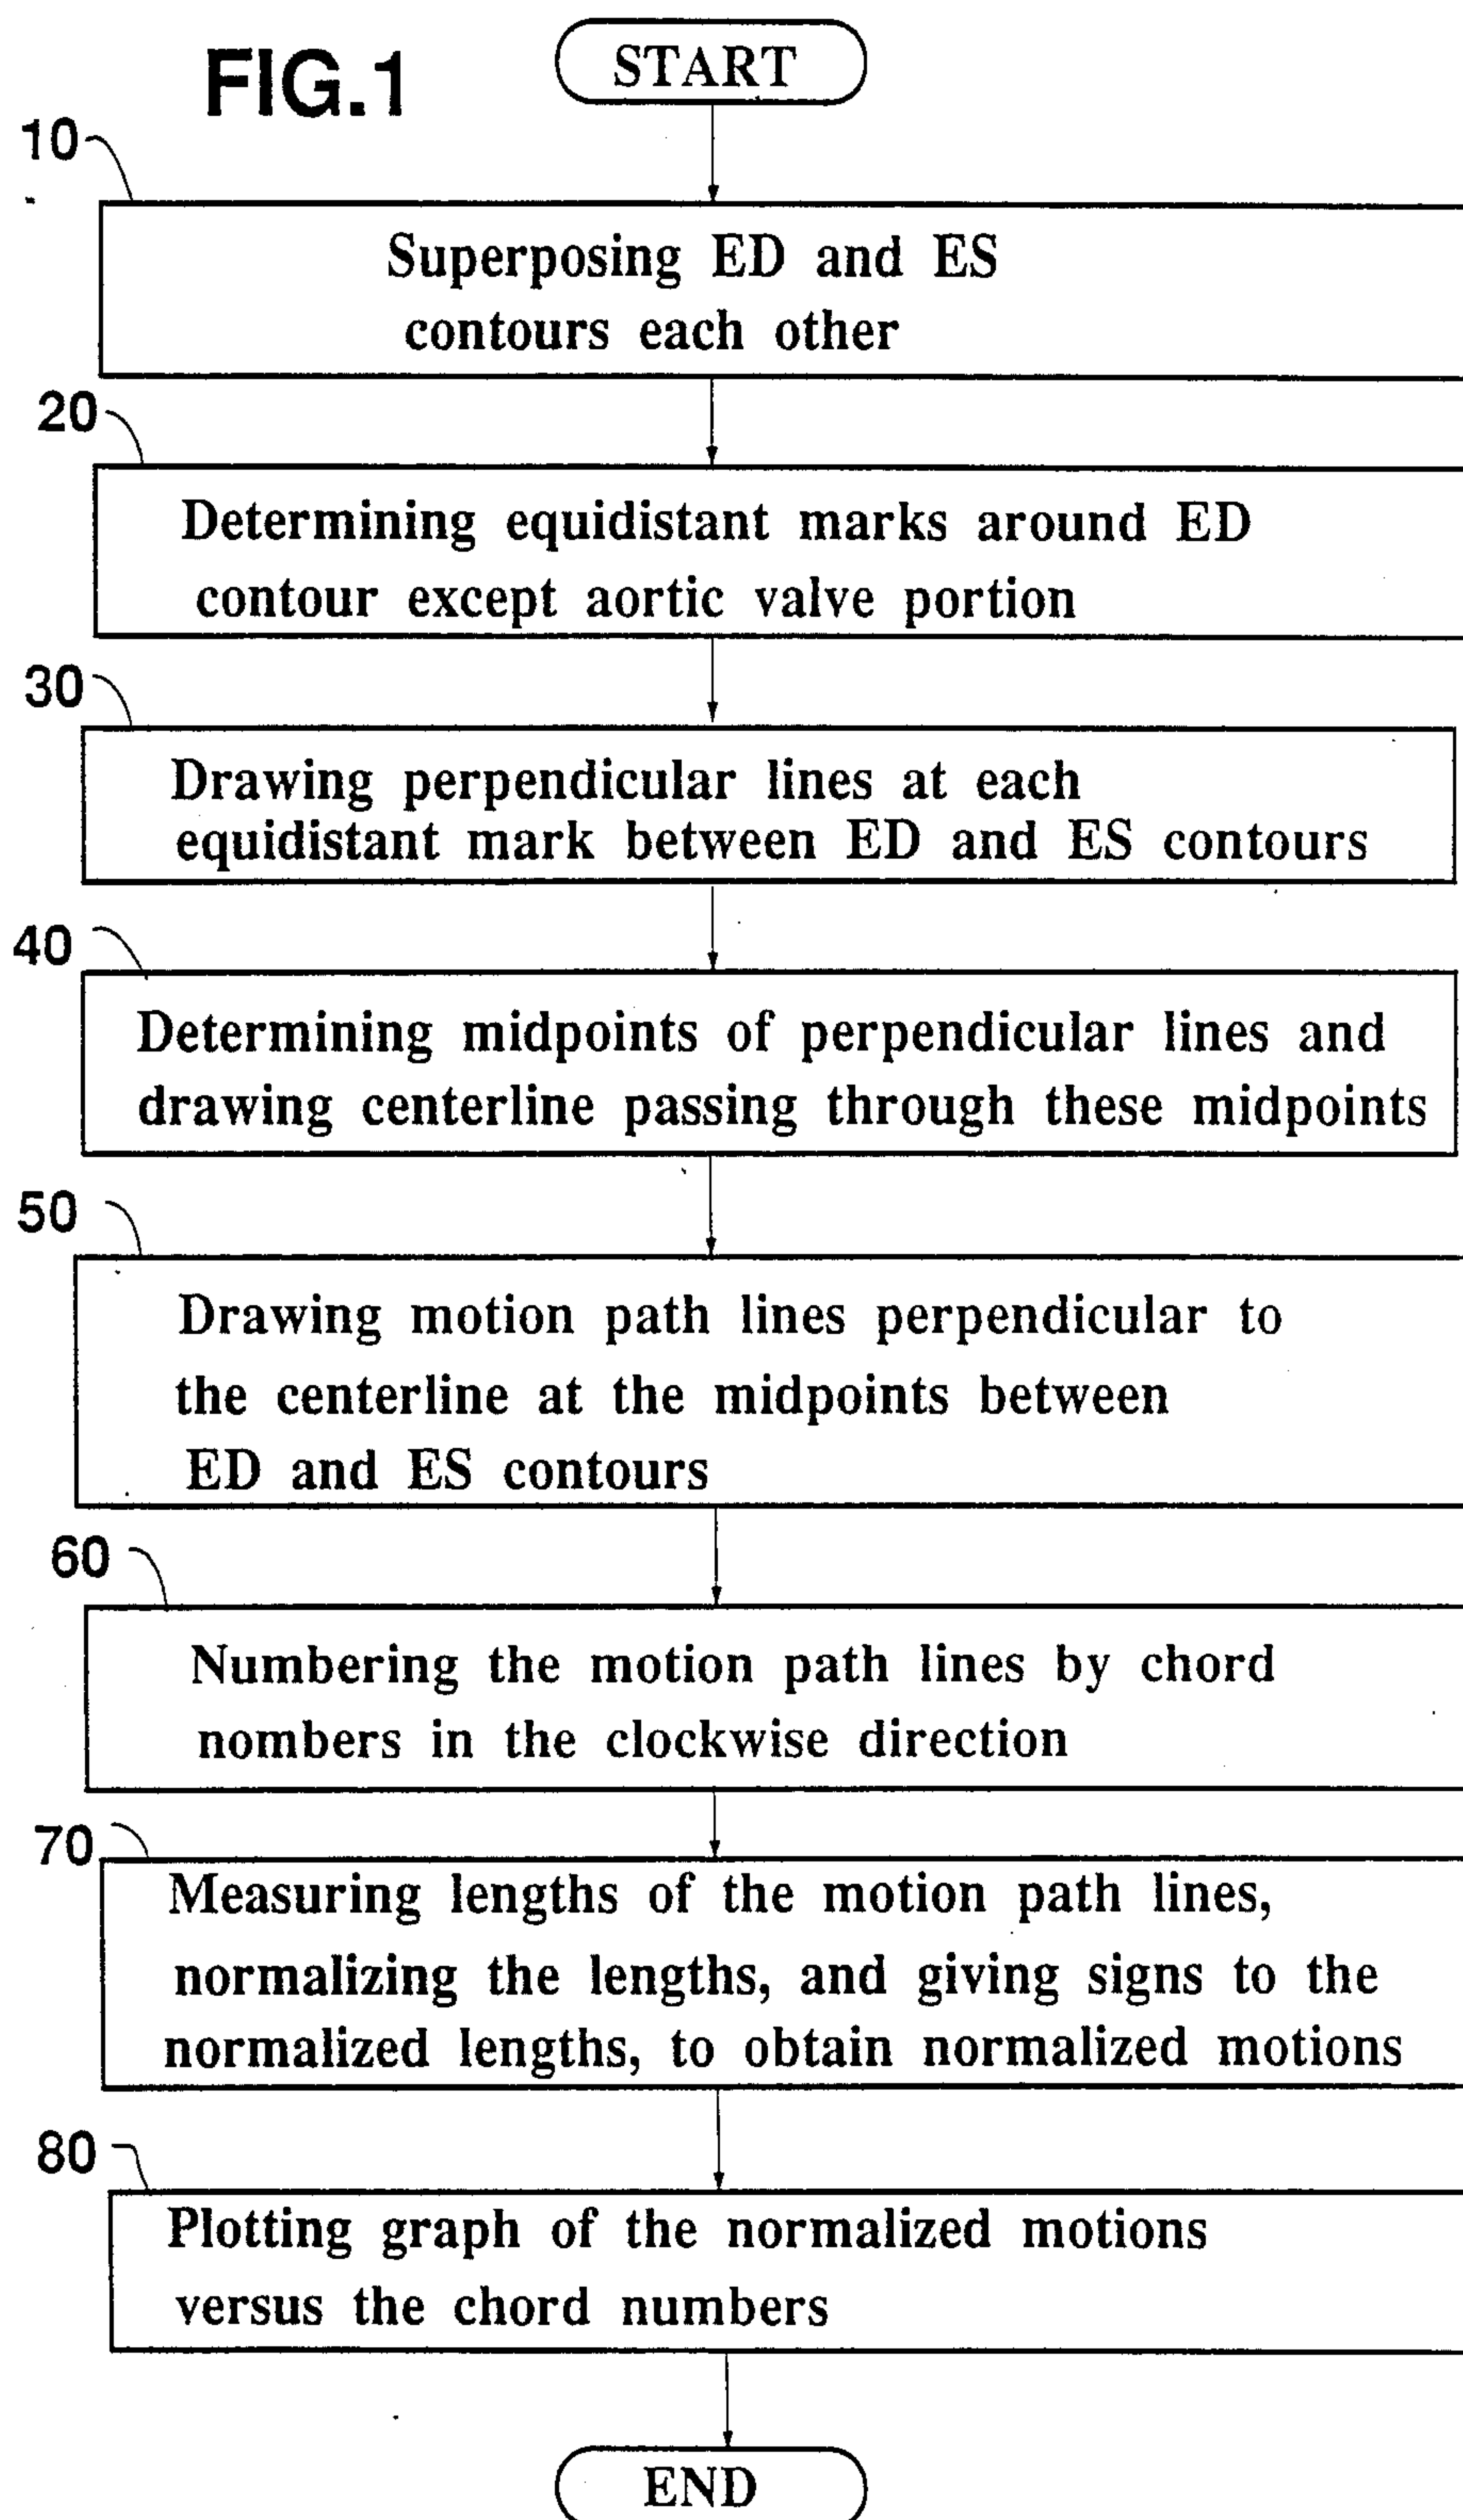 FIG.1
START
10
Superposing ED and ES
contours each other
20
Determining equidistant marks around ED
contour except aortic valve portion
30
Drawing perpendicular lines at each
equidistant mark between ED and ES contours
40
Determining midpoints of perpendicular lines and
drawing centerline passing through these midpoints
50
Drawing motion path lines perpendicular to
the centerline at the midpoints between
ED and ES contours
60
Numbering the motion path lines by chord
nombers in the clockwise direction
70
Measuring lengths of the motion path lines,
normalizing the lengths, and giving signs to the
normalized lengths, to obtain normalized motions
80
Plotting graph of the normalized motions
versus the chord numbers
END